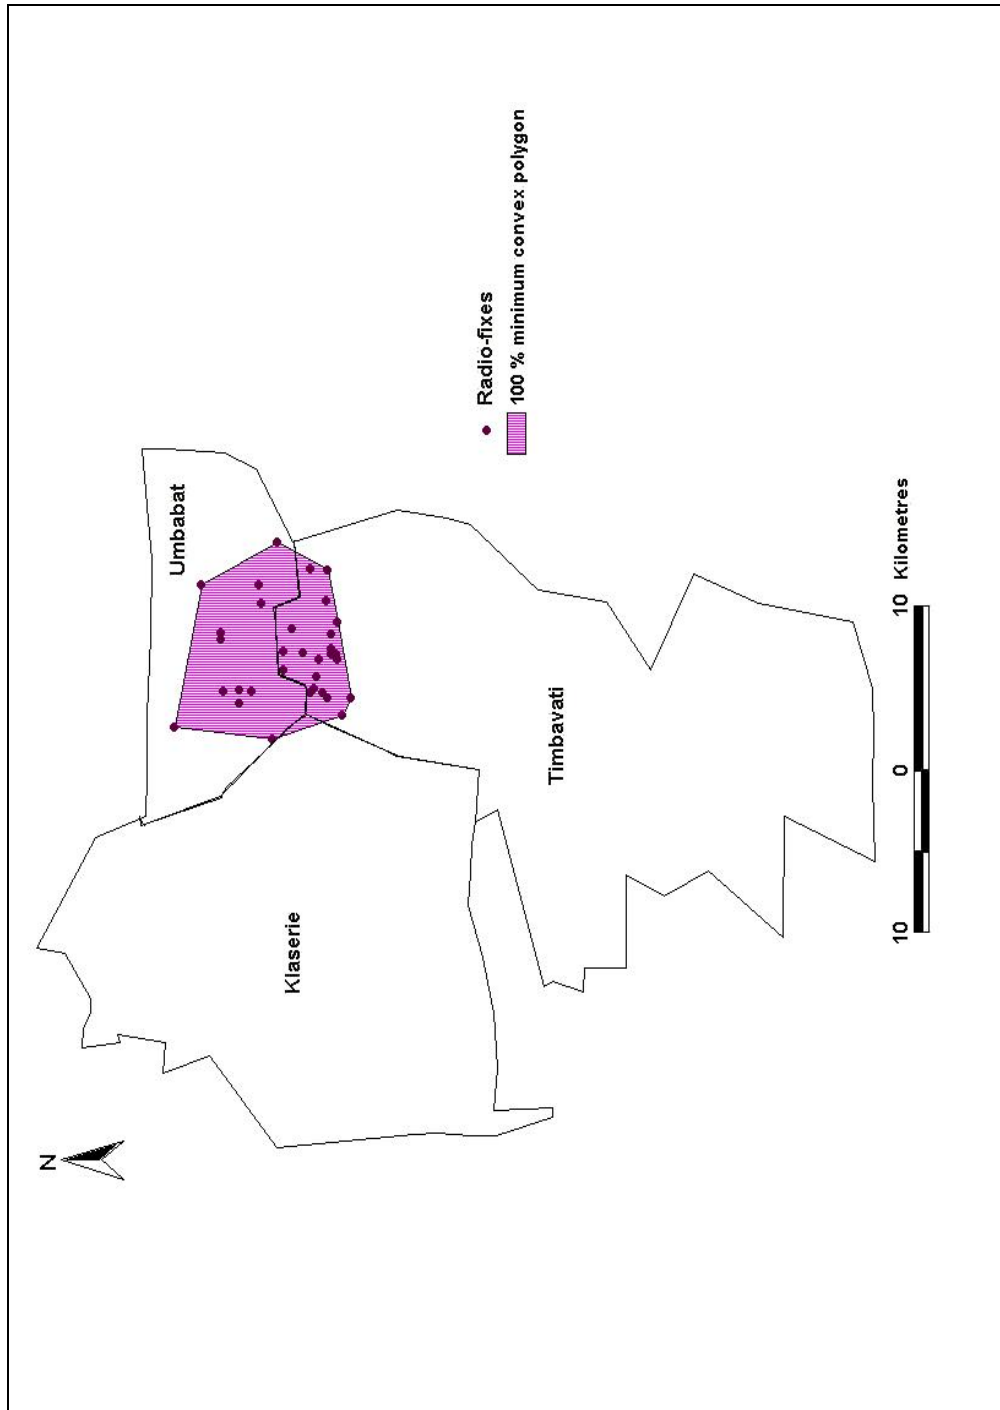 N
Umbabat
Klaserie
Timbavati
Radio-fixes
100 % minimum convex polygon
10 0 10 Kilometres